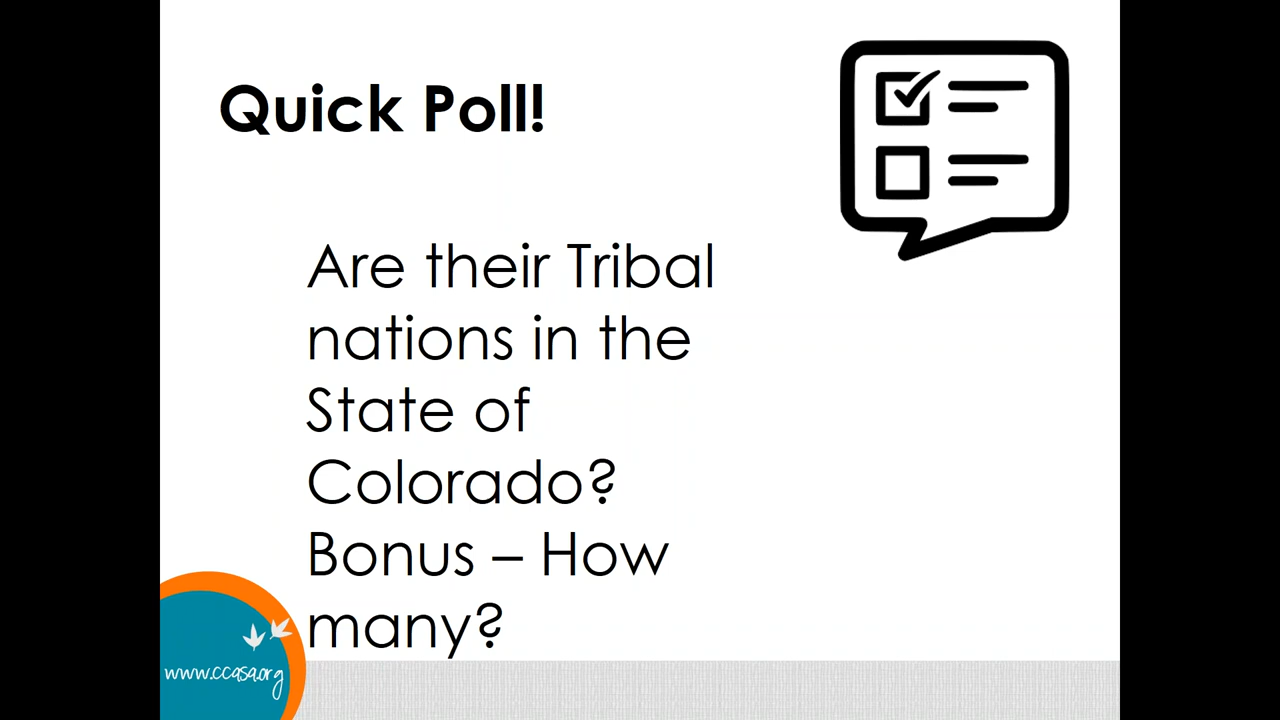 Quick Poll!
Are their Tribal
nations in the
State of
Colorado?
Bonus – How
many?
www.ccasa.org